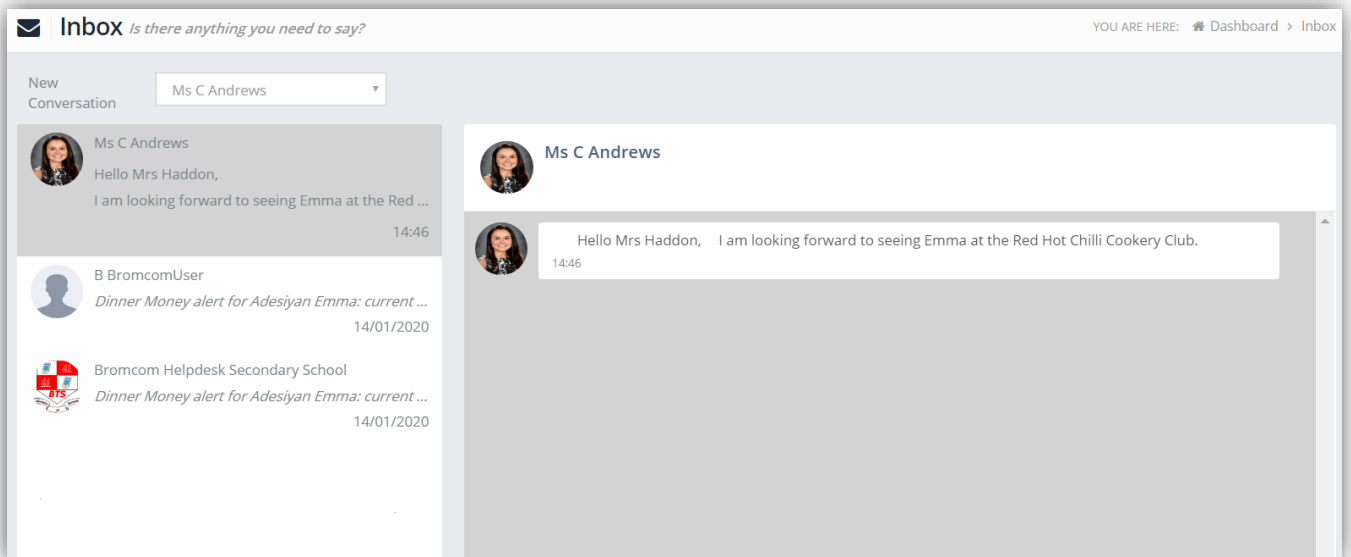 Inbox Is there anything you need to say?
YOU ARE HERE: Dashboard > Inbox
New
Conversation
Ms C Andrews
Ms C Andrews
Hello Mrs Haddon,
I am looking forward to seeing Emma at the Red ...
14:46
B BromcomUser
Dinner Money alert for Adesiyan Emma: current ...
14/01/2020
BTS
Bromcom Helpdesk Secondary School
Dinner Money alert for Adesiyan Emma: current ...
14/01/2020
Ms C Andrews
Hello Mrs Haddon, I am looking forward to seeing Emma at the Red Hot Chilli Cookery Club.
14:46